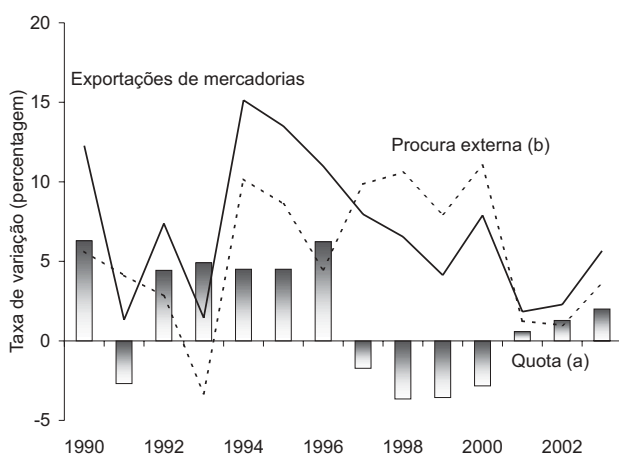 20
15
10
5
0
-5
Taxa de variação (percentagem)
Exportações de mercadorias
Procura externa (b)
Quota (a)
1990 1992 1994 1996 1998 2000 2002